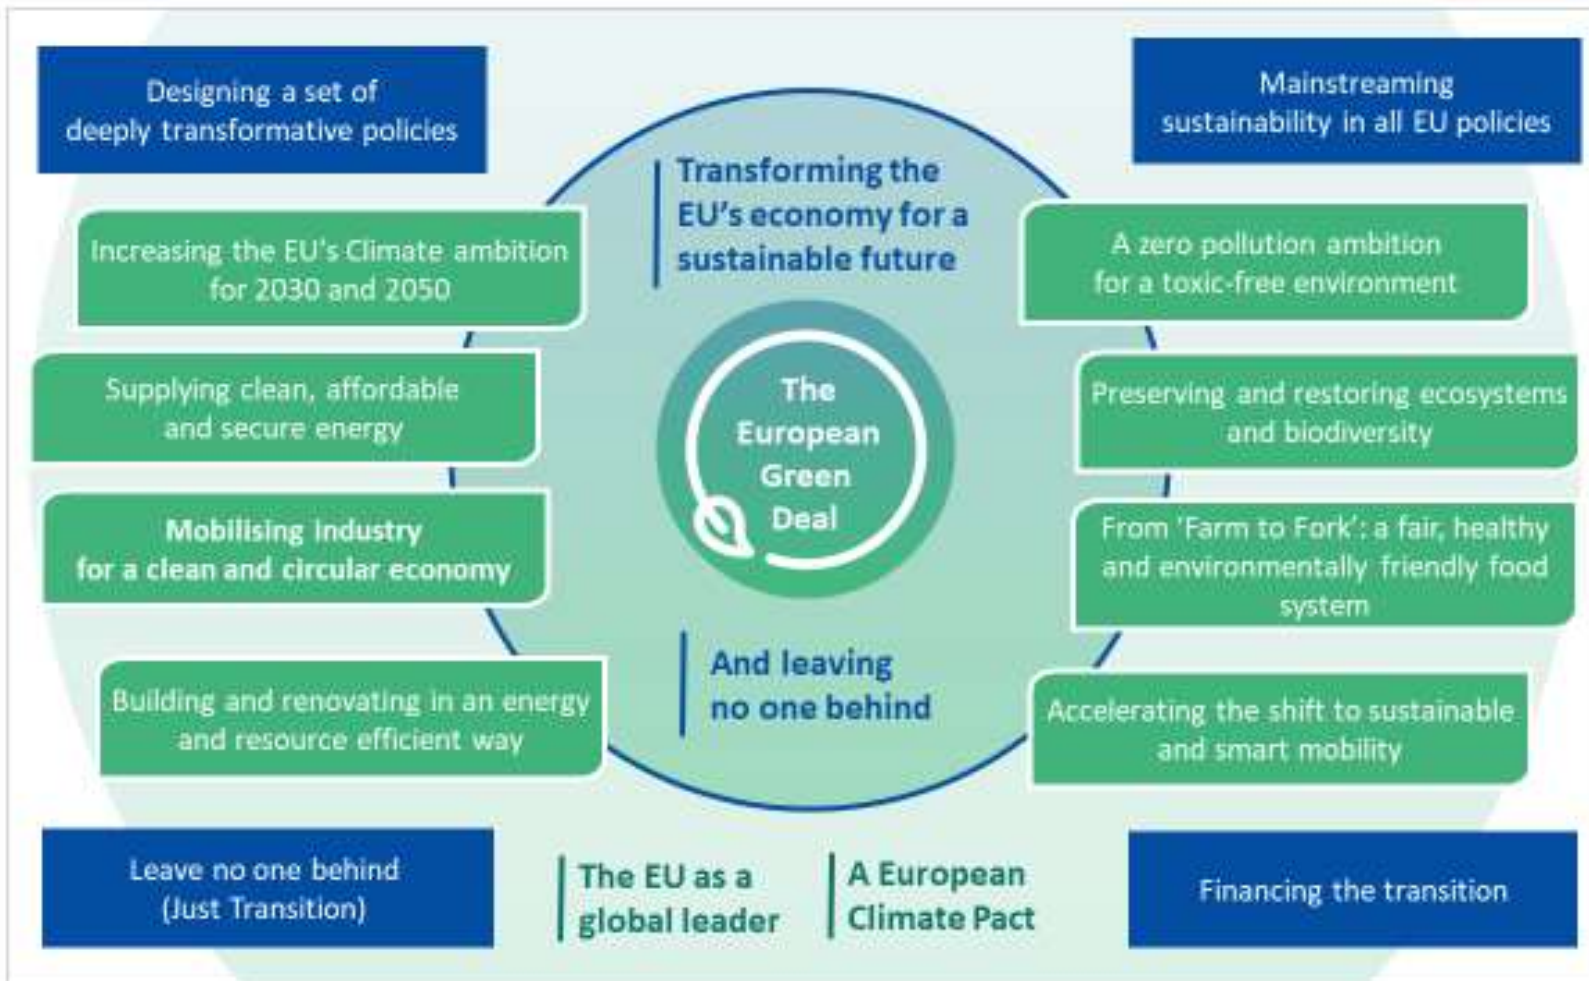 Designing a set of
deeply transformative policies
Mainstreaming
sustainability in all EU policies
Transforming the
EU's economy for a
sustainable future
Increasing the EU's Climate ambition
for 2030 and 2050
Supplying clean, affordable
and secure energy
Mobilising industry
for a clean and circular economy
Building and renovating in an energy
and resource efficient way
The
European
Green
Deal
A zero pollution ambition
for a toxic-free environment
Preserving and restoring ecosystems
and biodiversity
From 'Farm to Fork': a fair, healthy
and environmentally friendly food
system
Accelerating the shift to sustainable
and smart mobility
And leaving
no one behind
Leave no one behind
(Just Transition)
The EU as a
global leader
A European
Climate Pact
Financing the transition